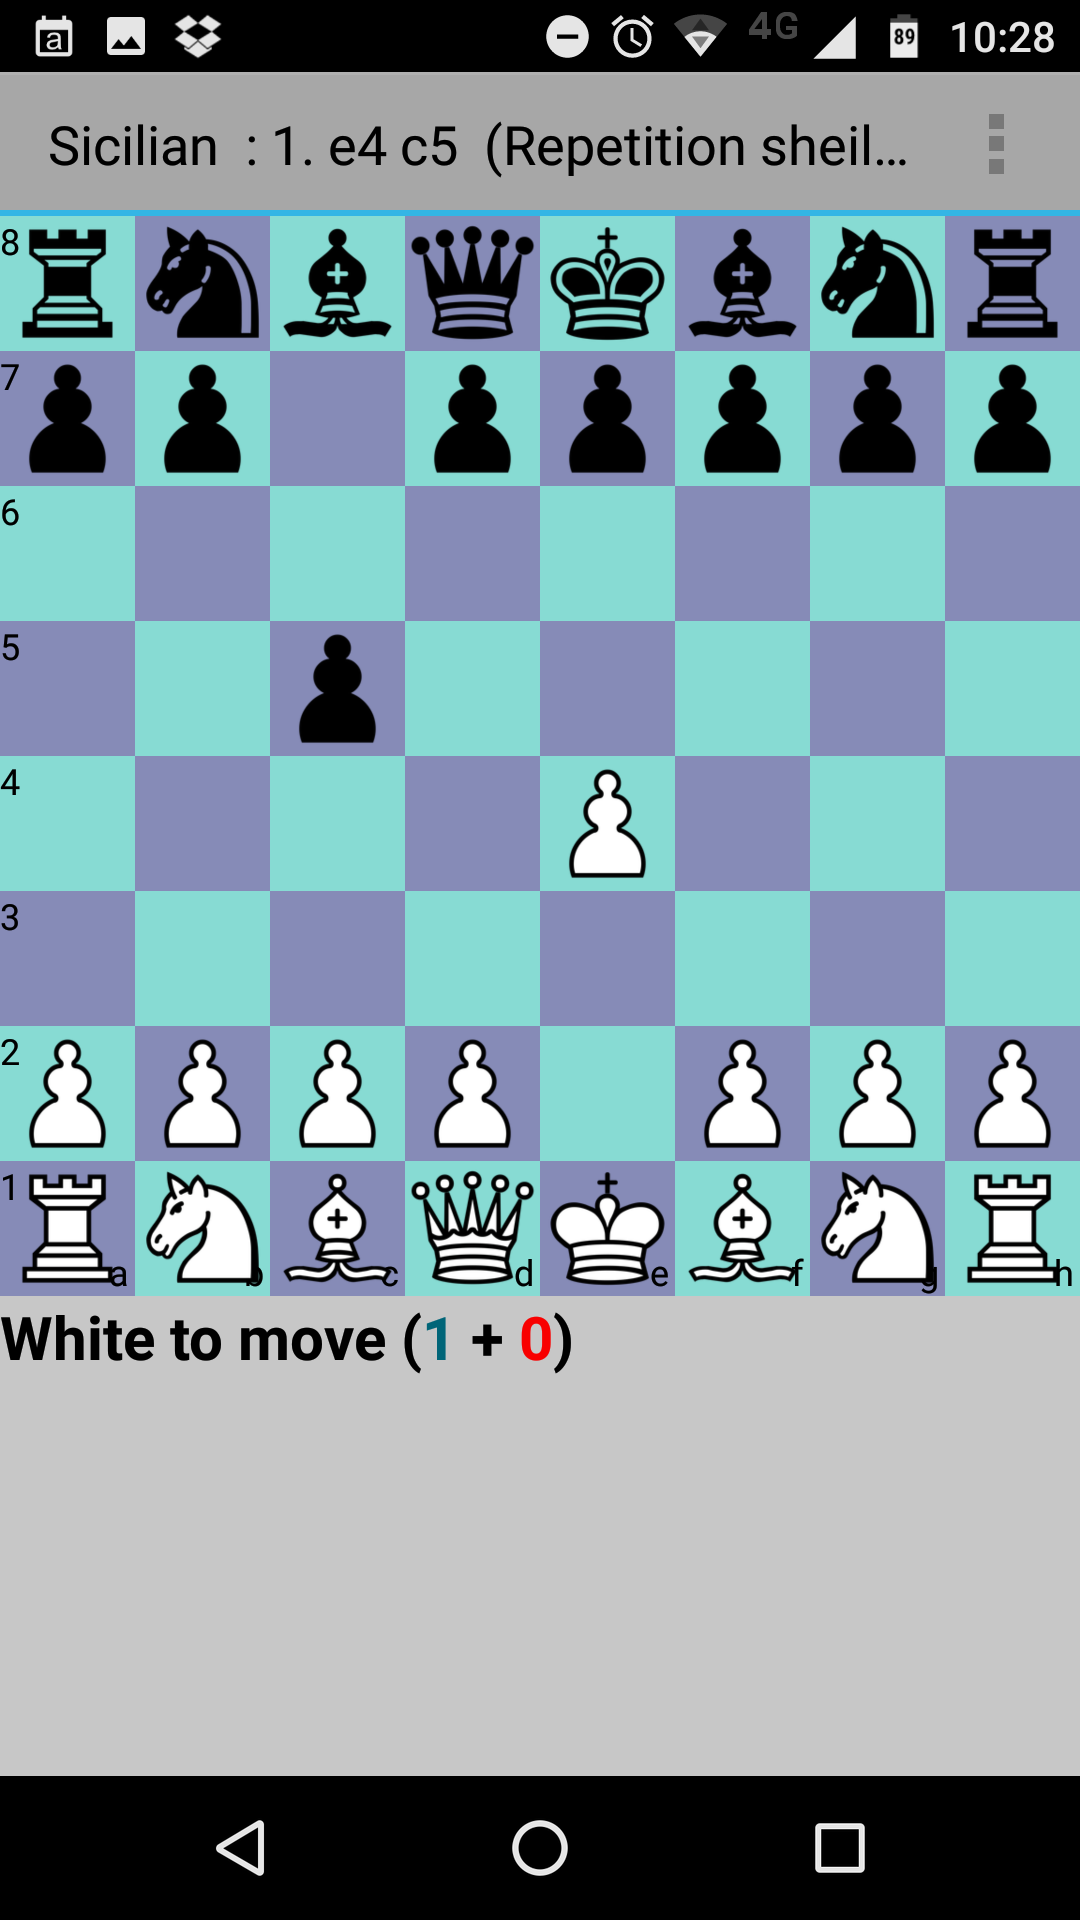 a 4G 89 10:28
Sicilian : 1. e4 c5 (Repetition sheil...
8
7
6
5
4
3
2
1
a b c d e f g h
White to move (1 + 0)